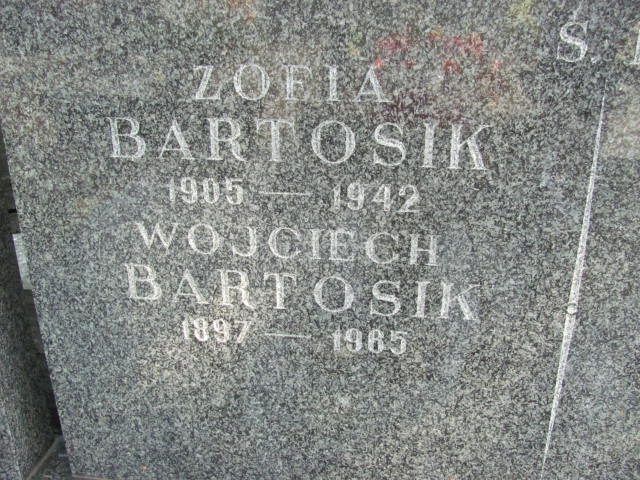 ZOFIA
BARTOSIK
1905 — 1942
WOJCIECH
BARTOSIK
1897 — 1965
Ś.